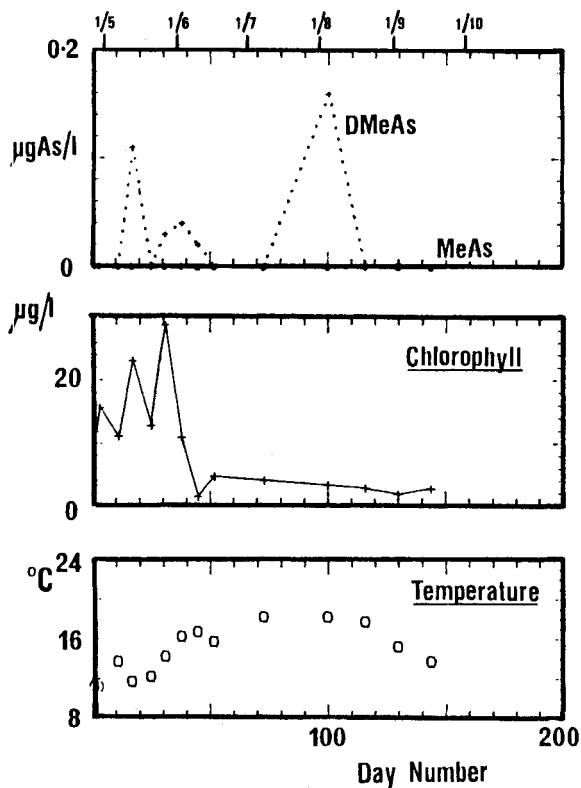 1/5 1/6 1/7 1/8 1/9 1/10
0·2
DMeAs
µgAs/l
MeAs
0
µg/l
Chlorophyll
20
0
24
°C
Temperature
16
8
100 200
Day Number